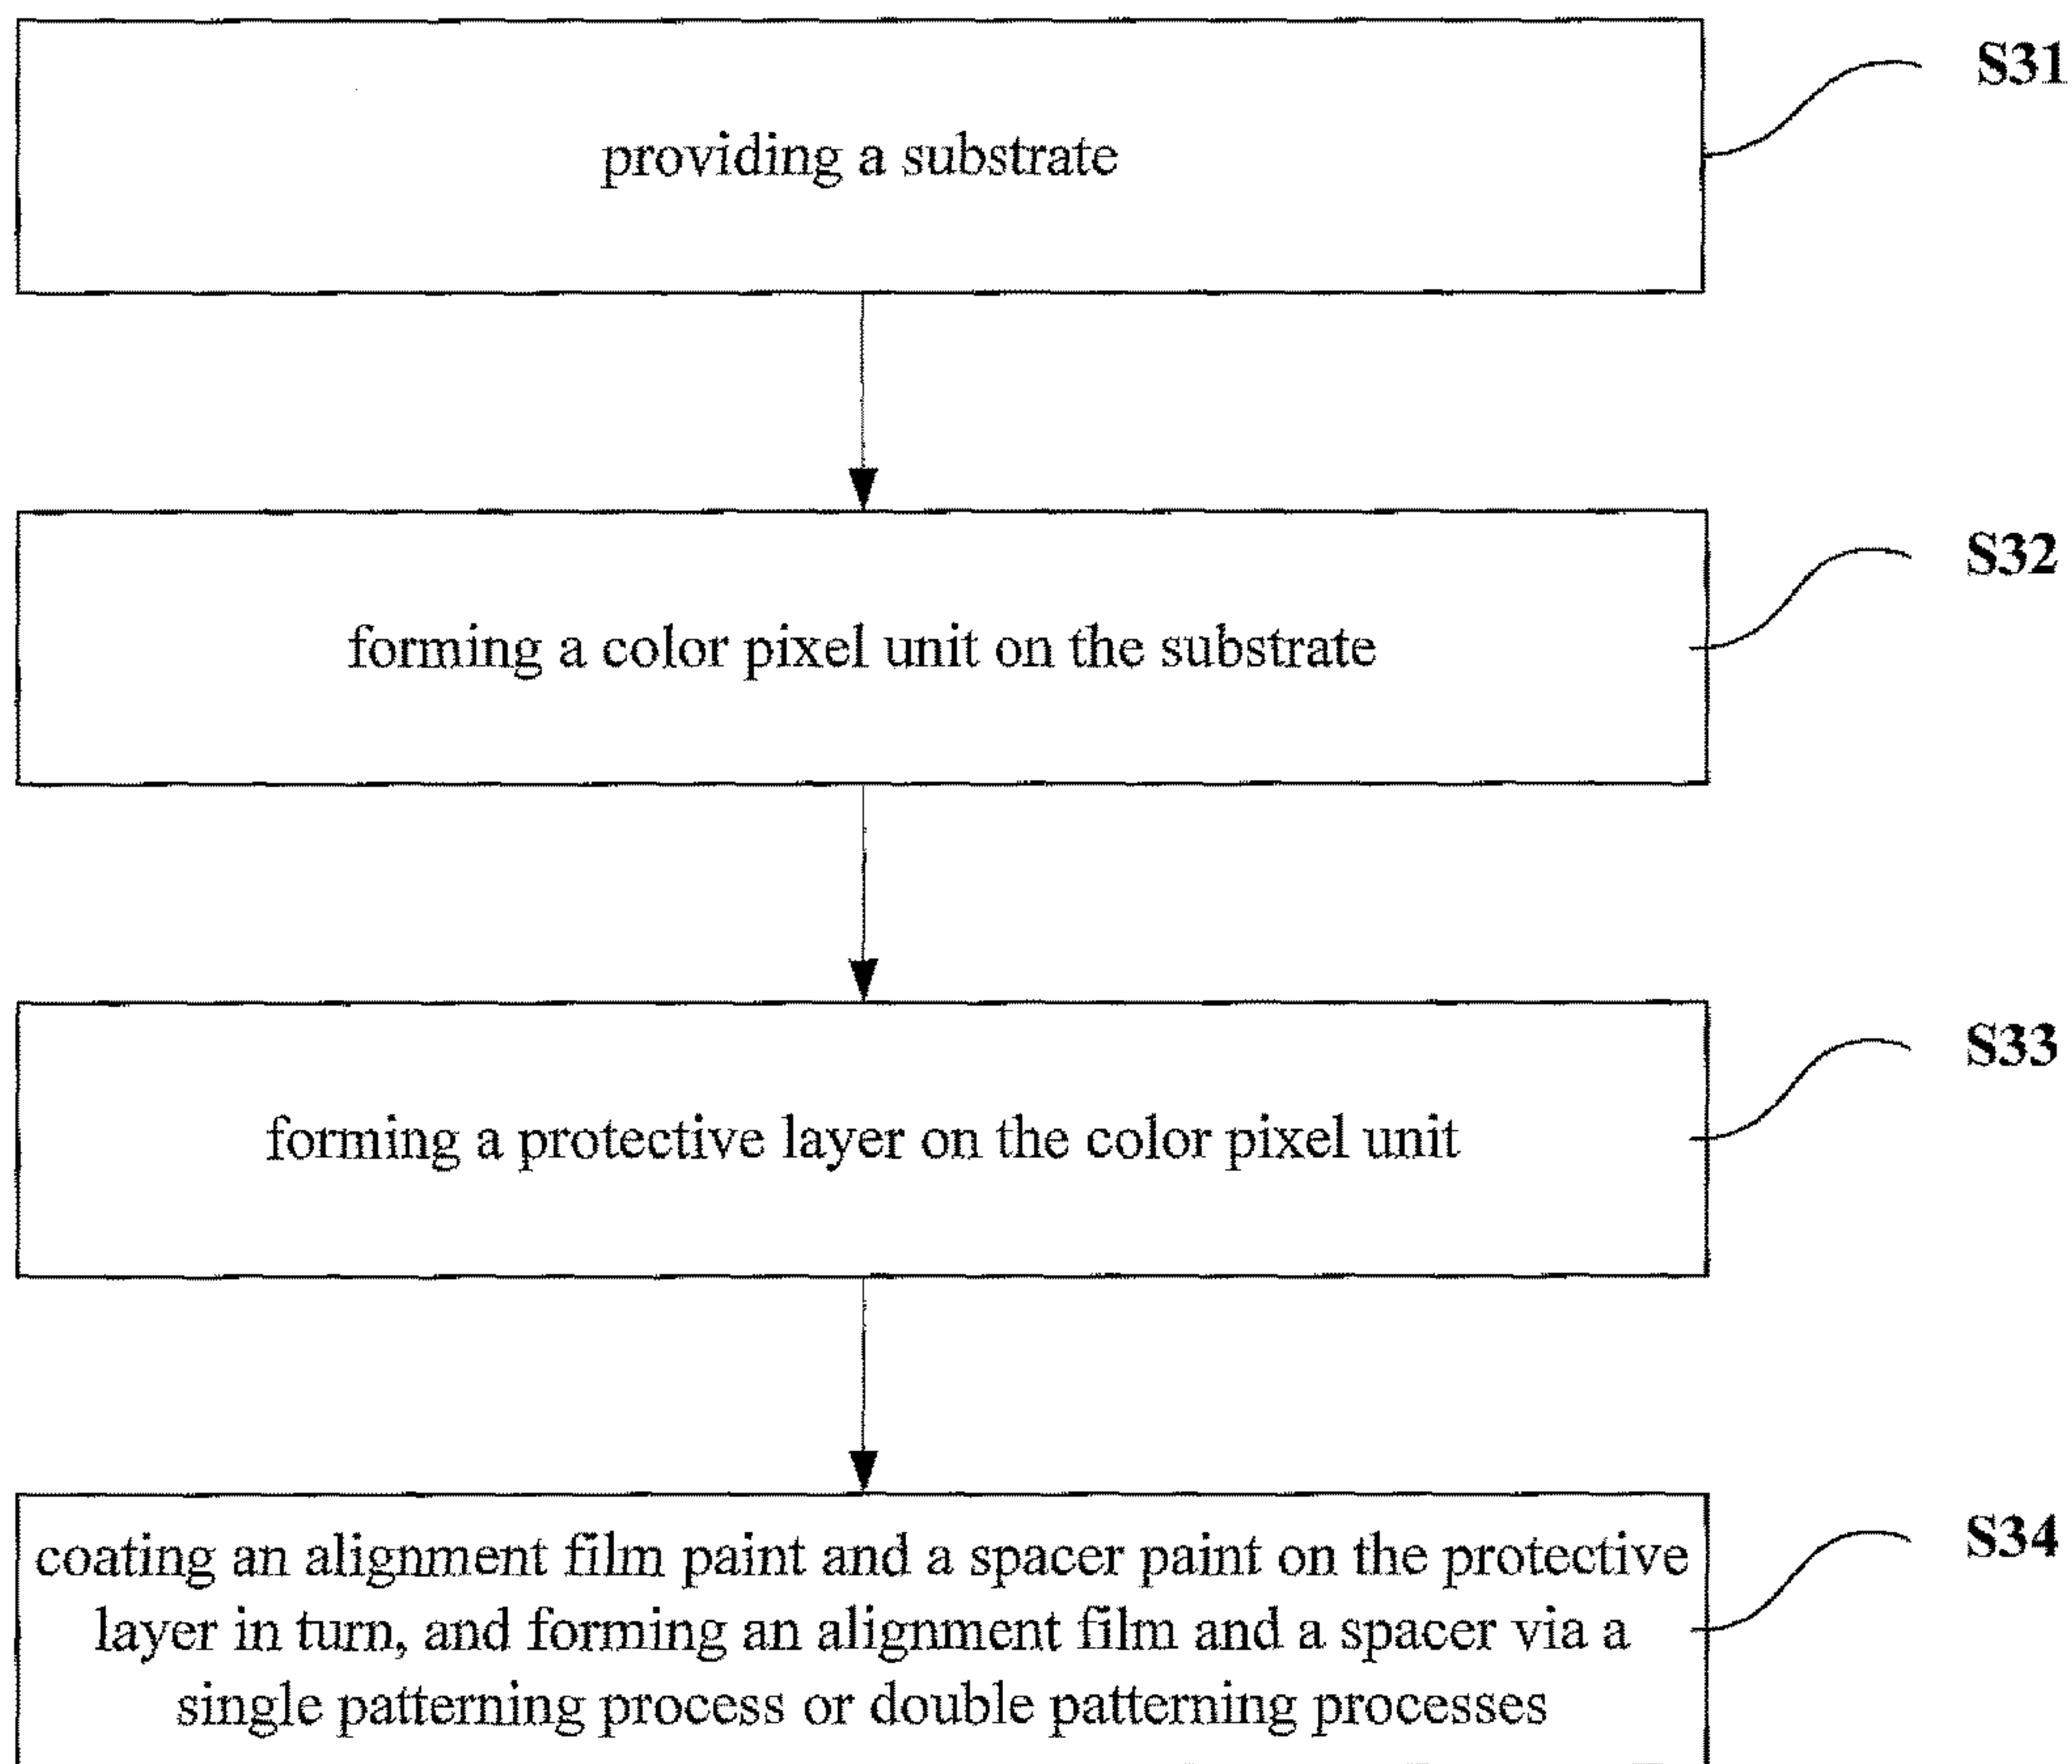 S31
providing a substrate
S32
forming a color pixel unit on the substrate
S33
forming a protective layer on the color pixel unit
S34
coating an alignment film paint and a spacer paint on the protective
layer in turn, and forming an alignment film and a spacer via a
single patterning process or double patterning processes